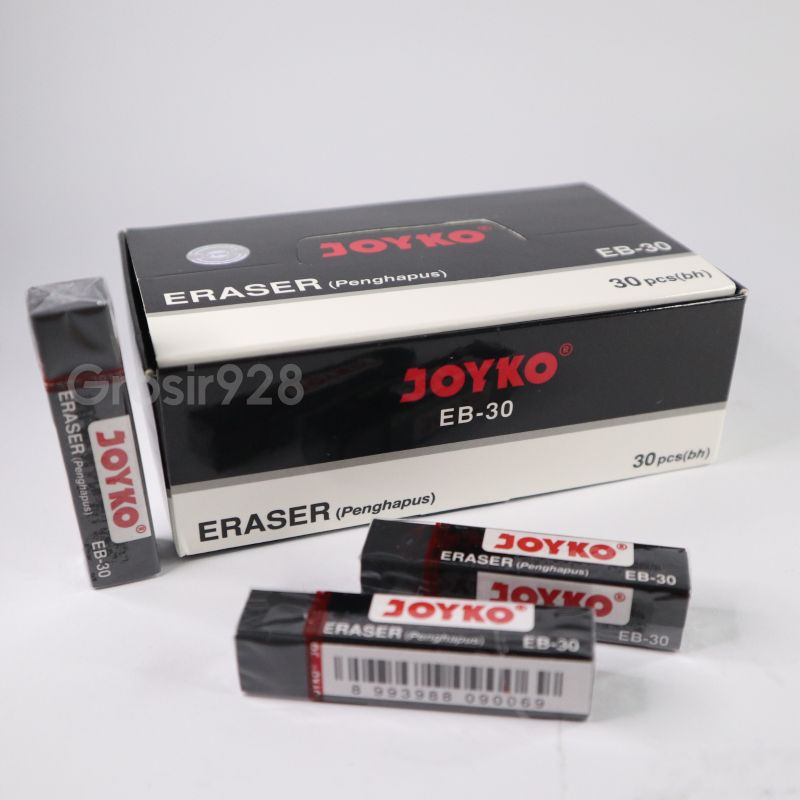 JOYKO
EB-30
ERASER (Penghapus)
30 pcs(bh)
JOYKO®
EB-30
30 pcs(bh)
ERASER (Penghapus)
Grosir928
ERASER (Penghapus)
JOYKO®
EB-30
JOYKO®
ERASER (Penghapus) EB-30
JOYKO
EB-30
JOYKO®
ERASER (Penghapus) EB-30
8 993988 090069